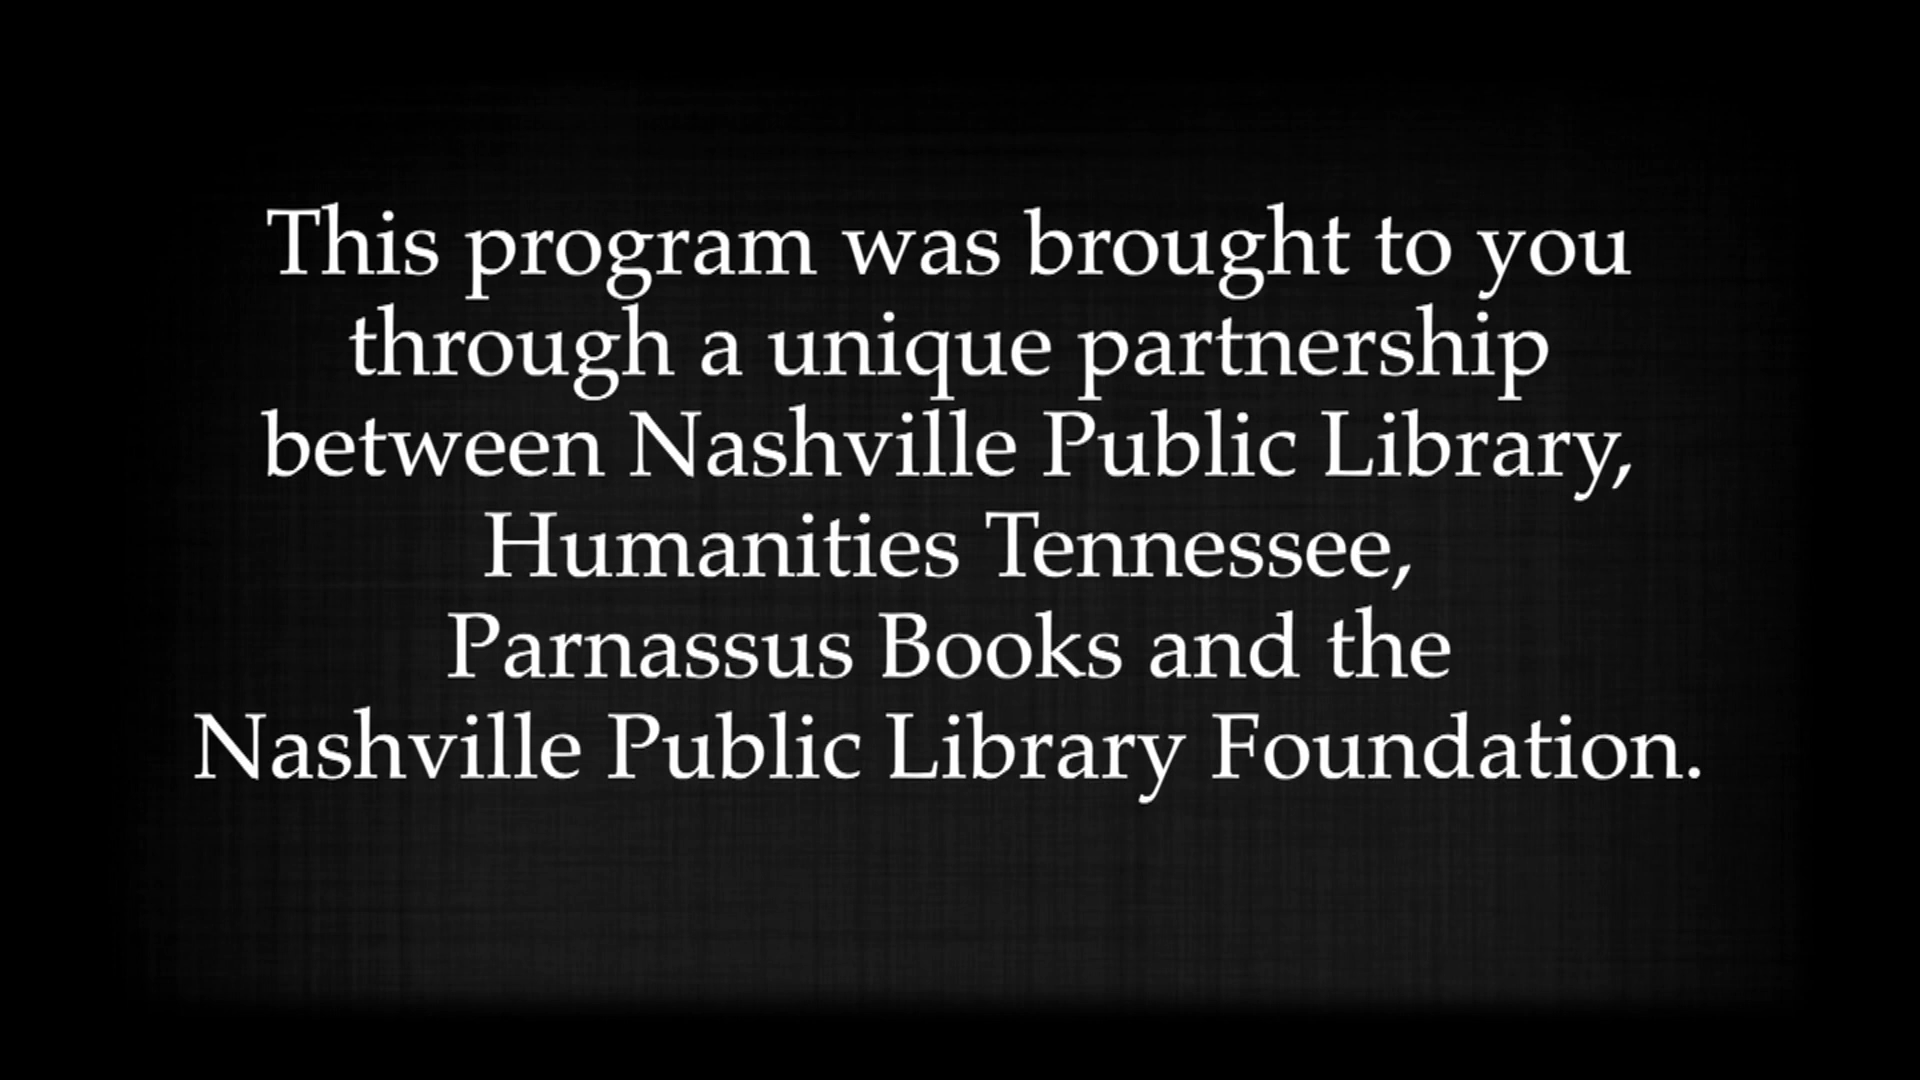 This program was brought to you
through a unique partnership
between Nashville Public Library,
Humanities Tennessee,
Parnassus Books and the
Nashville Public Library Foundation.